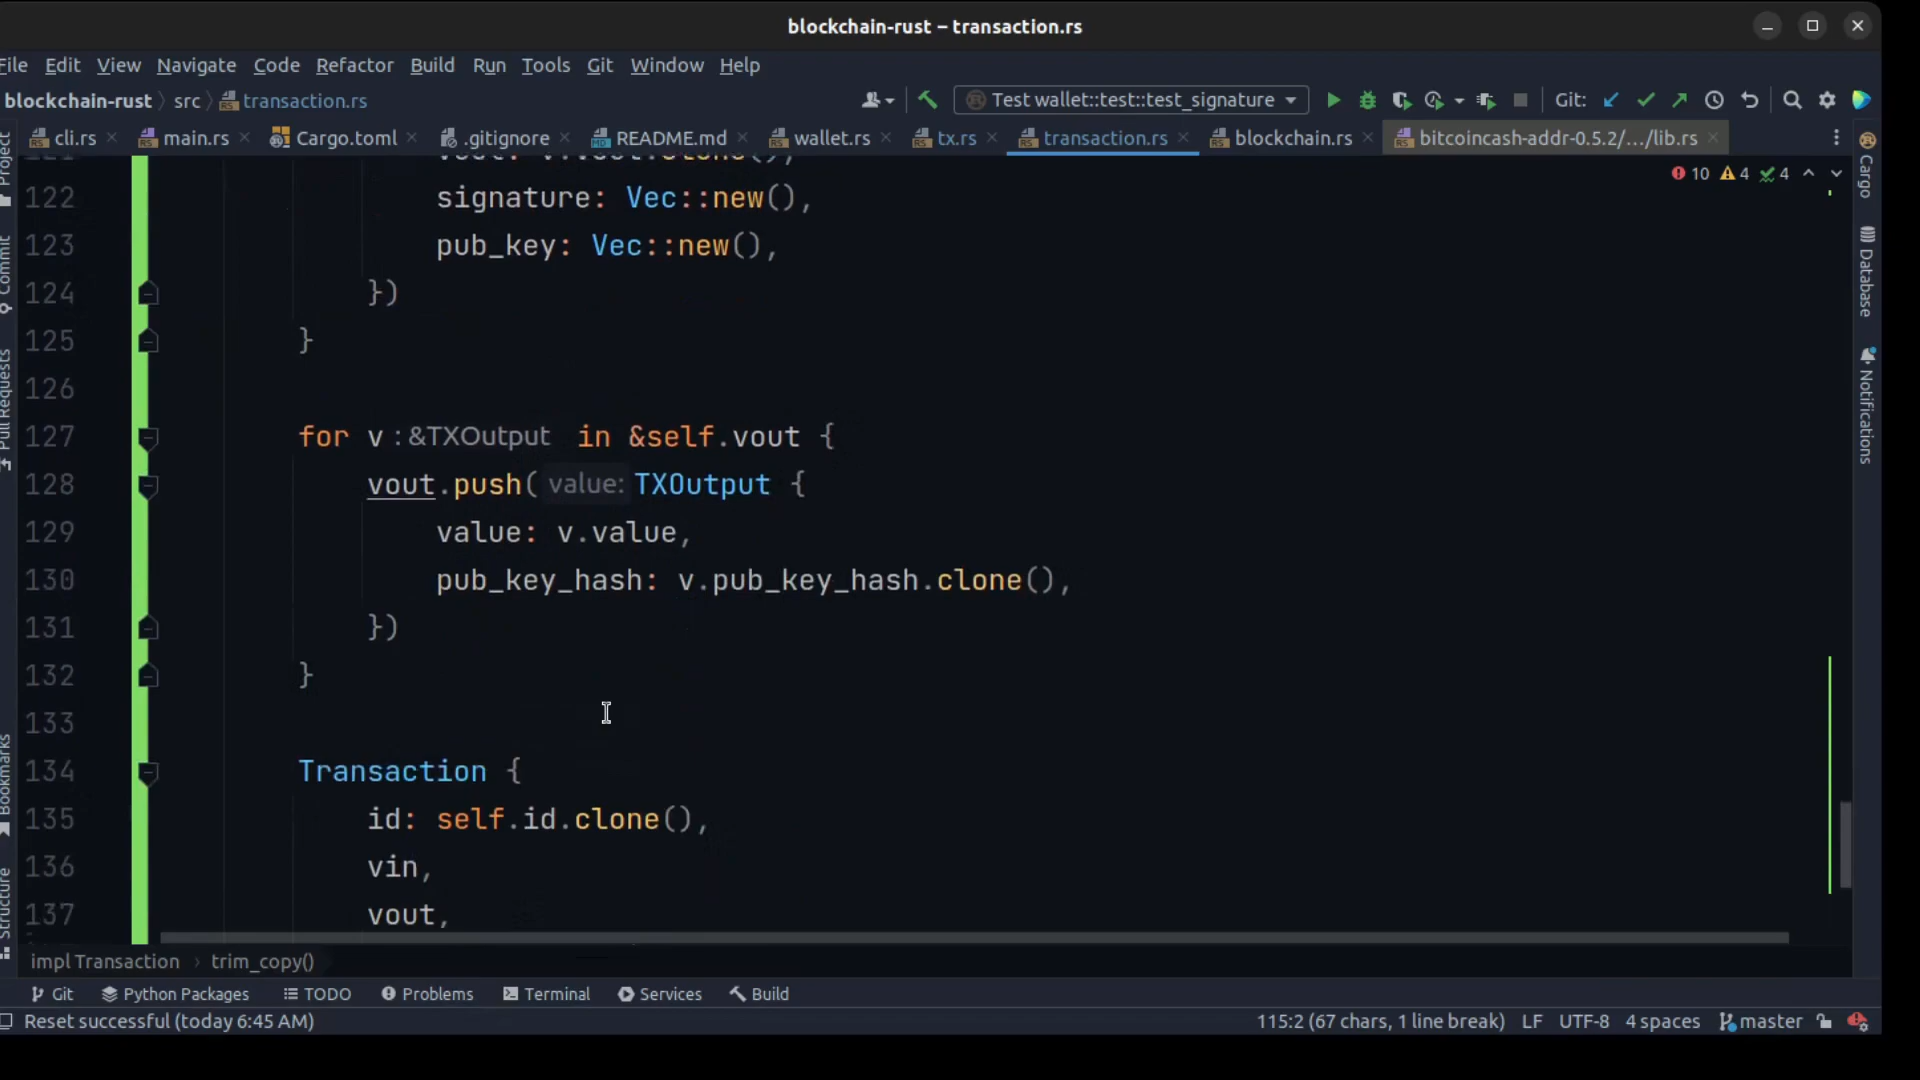 blockchain-rust – transaction.rs
File Edit View Navigate Code Refactor Build Run Tools Git Window Help
blockchain-rust src transaction.rs
Test wallet::test::test_signature
Git:
cli.rs main.rs Cargo.toml .gitignore README.md wallet.rs tx.rs transaction.rs blockchain.rs bitcoincash-addr-0.5.2/.../lib.rs
10 4 4
122 signature: Vec::new(),
123 pub_key: Vec::new(),
124 })
125 }
126
127 for v : &TXOutput in &self.vout {
128 vout.push( value: TXOutput {
129 value: v.value,
130 pub_key_hash: v.pub_key_hash.clone(),
131 })
132 }
133
134 Transaction {
135 id: self.id.clone(),
136 vin,
137 vout,
impl Transaction › trim_copy()
Project
Commit
Pull Requests
Bookmarks
Structure
Cargo
Database
Notifications
Git Python Packages TODO Problems Terminal Services Build
Reset successful (today 6:45 AM)
115:2 (67 chars, 1 line break) LF UTF-8 4 spaces master